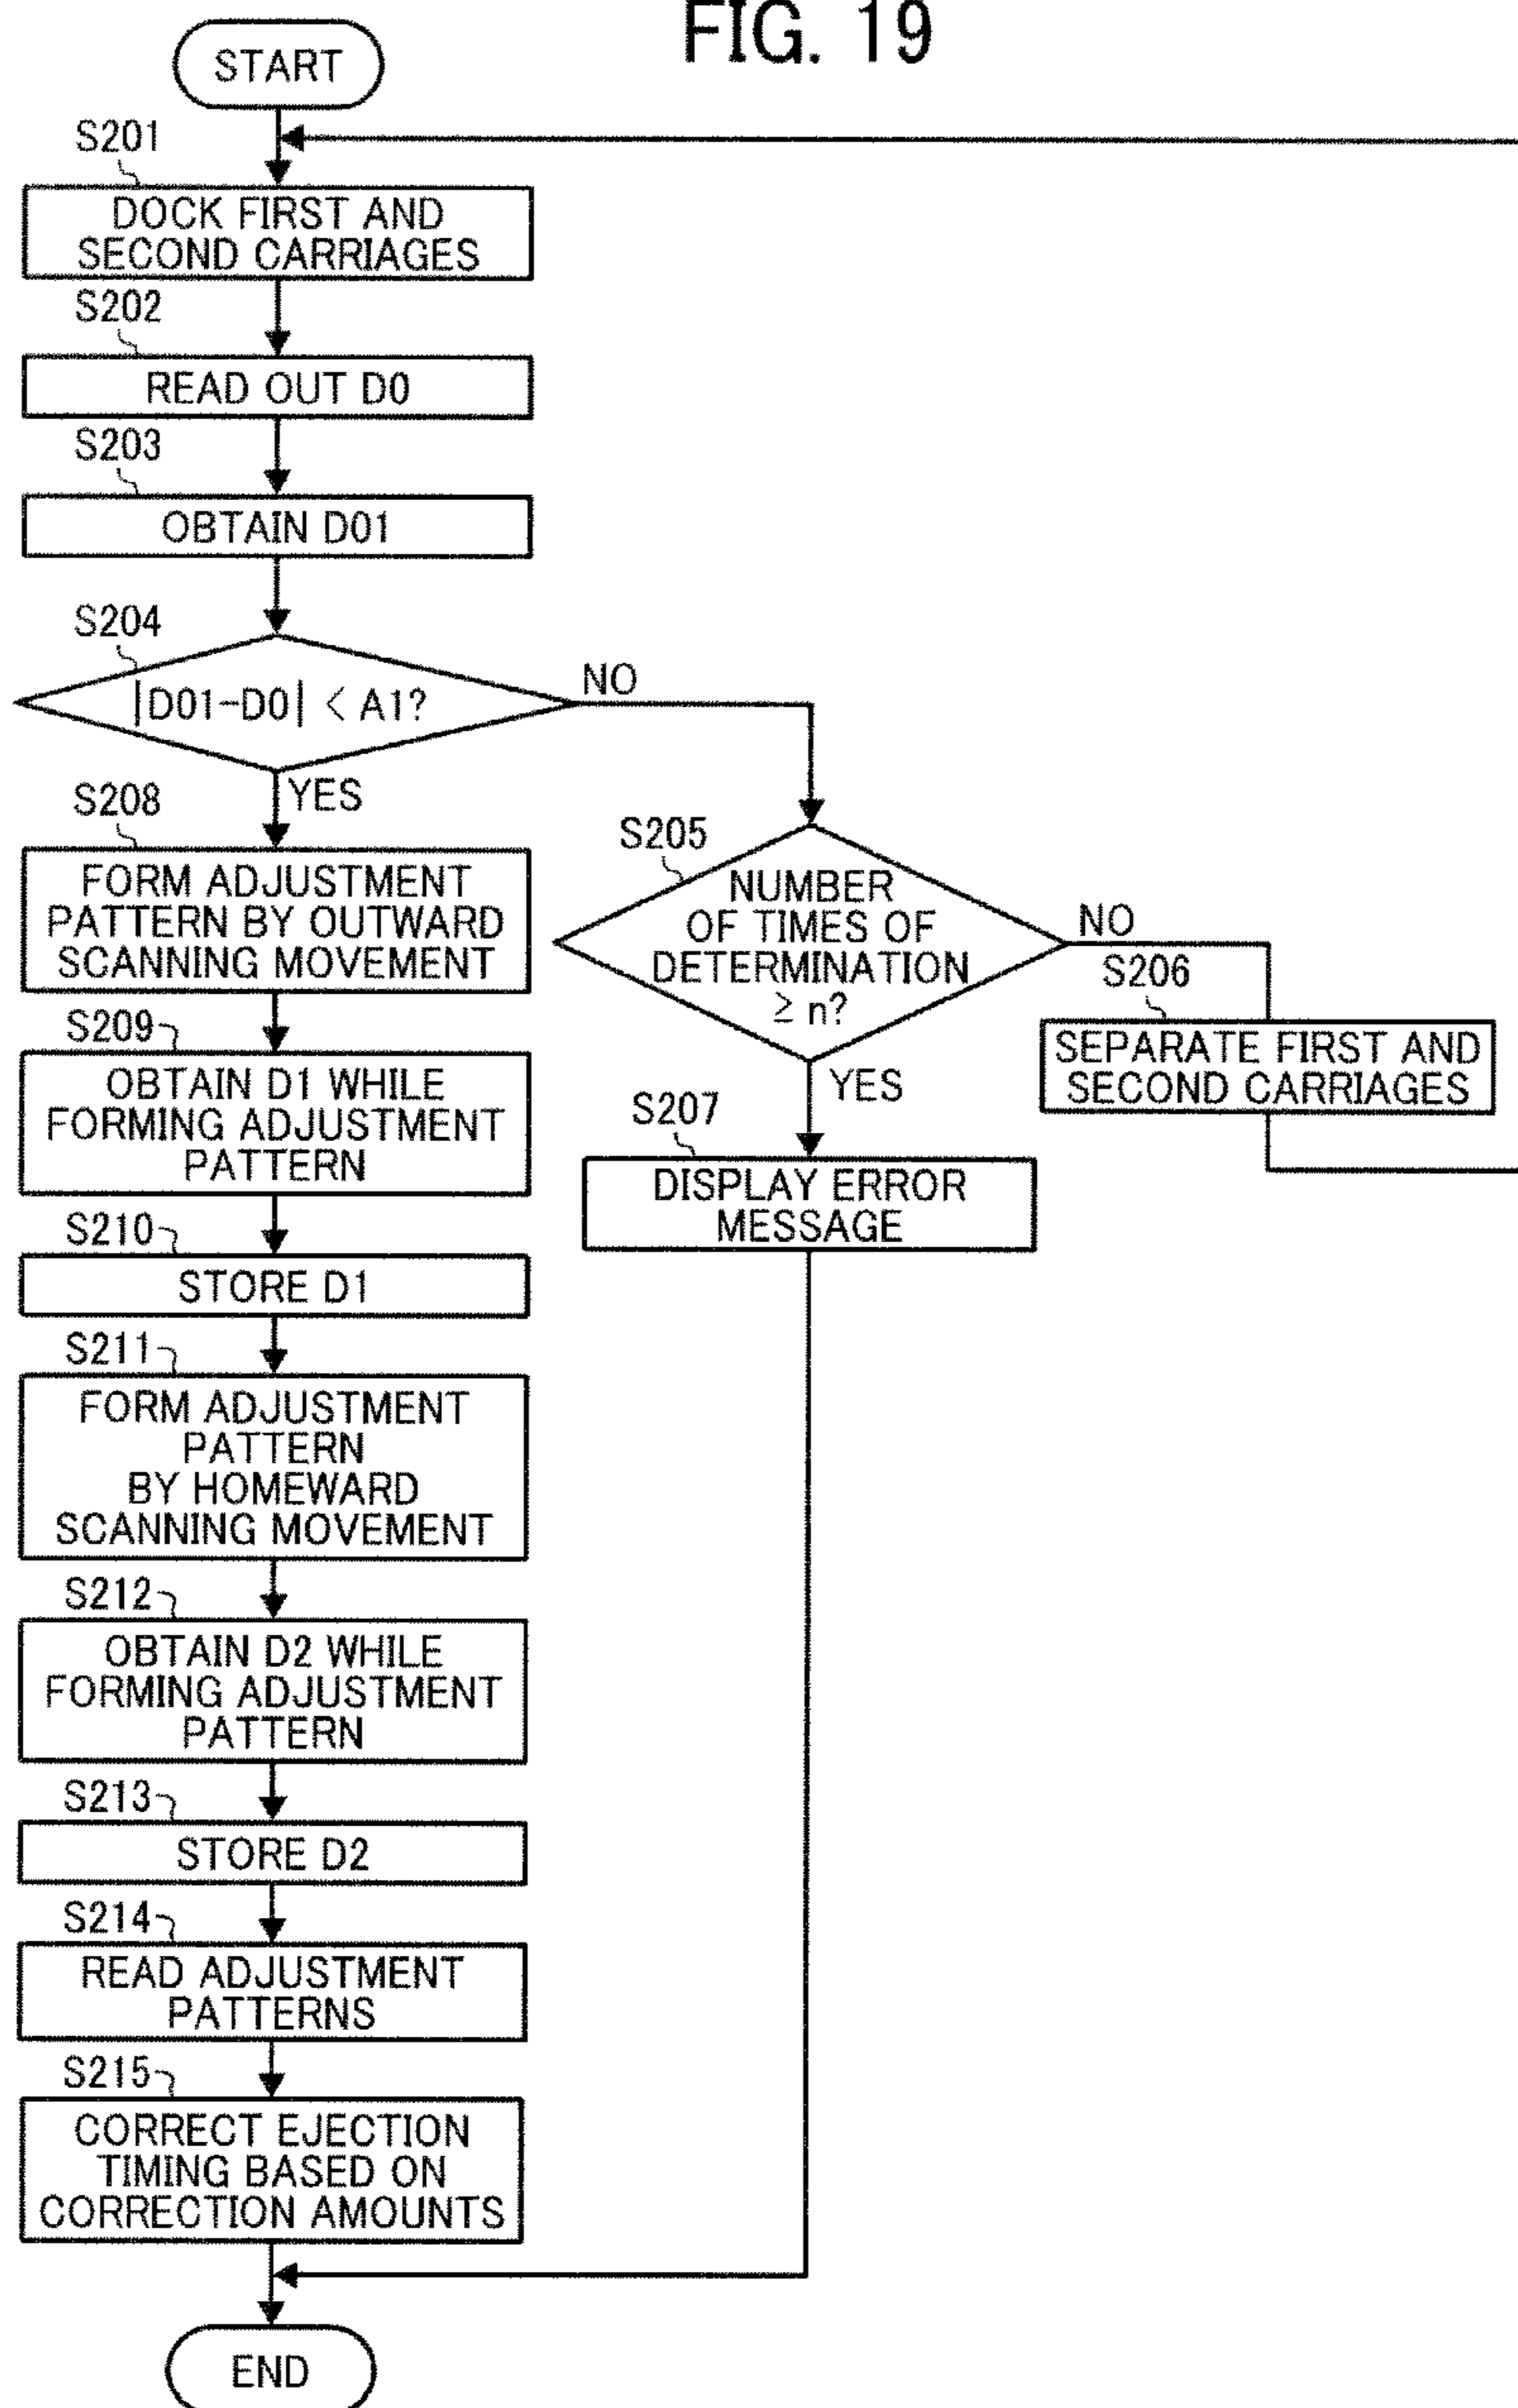 FIG. 19
START
S201
DOCK FIRST AND
SECOND CARRIAGES
S202
READ OUT D0
S203
OBTAIN D01
S204
|D01-D0| < A1?
NO
YES
S205
NUMBER
OF TIMES OF
DETERMINATION
≥ n?
NO
YES
S206
SEPARATE FIRST AND
SECOND CARRIAGES
S207
DISPLAY ERROR
MESSAGE
S208
FORM ADJUSTMENT
PATTERN BY OUTWARD
SCANNING MOVEMENT
S209
OBTAIN D1 WHILE
FORMING ADJUSTMENT
PATTERN
S210
STORE D1
S211
FORM ADJUSTMENT
PATTERN
BY HOMEWARD
SCANNING MOVEMENT
S212
OBTAIN D2 WHILE
FORMING ADJUSTMENT
PATTERN
S213
STORE D2
S214
READ ADJUSTMENT
PATTERNS
S215
CORRECT EJECTION
TIMING BASED ON
CORRECTION AMOUNTS
END